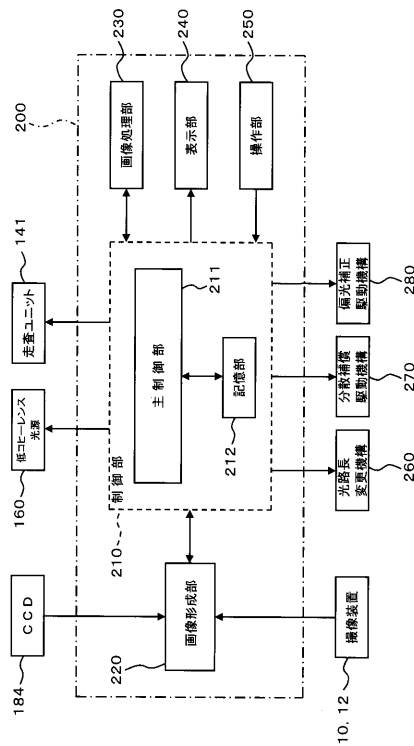 200
走査ユニット
141
低コヒーレンス
光源
160
CCD
184
画像処理部
230
表示部
240
操作部
250
制御部
210
主制御部
211
記憶部
212
画像形成部
220
偏光補正
駆動機構
280
分散補償
駆動機構
270
光路長
変更機構
260
撮像装置
10, 12